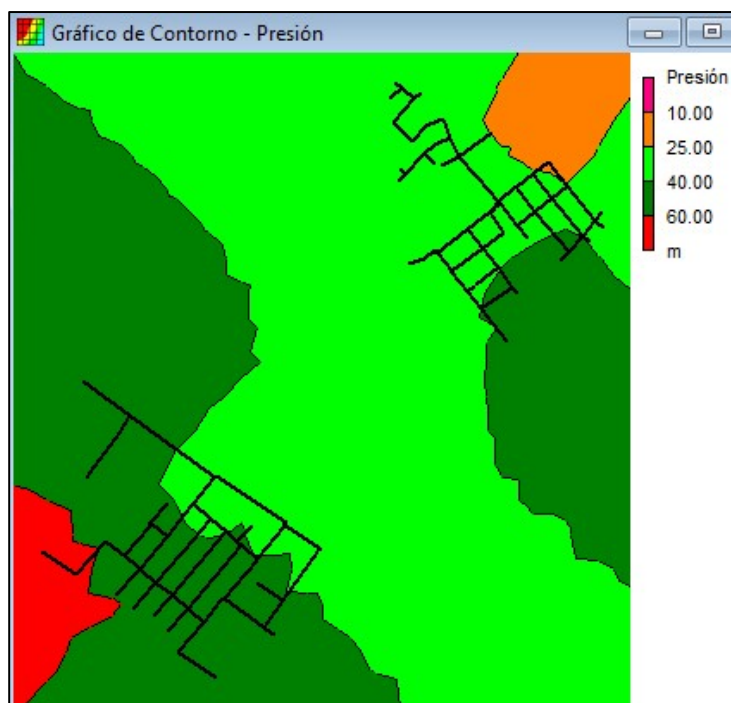 Gráfico de Contorno - Presión
Presión
10.00
25.00
40.00
60.00
m